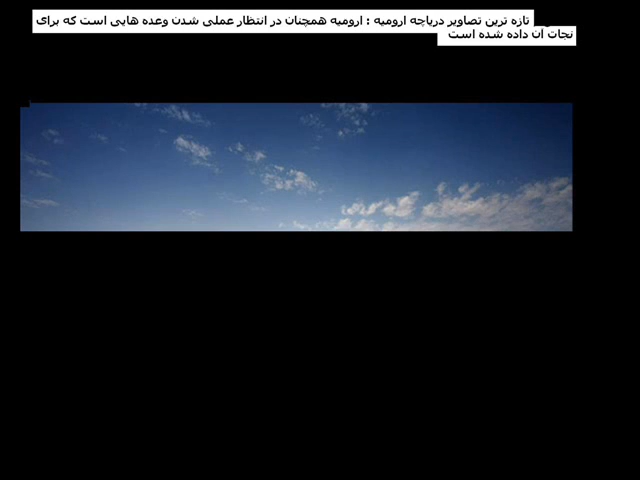 تازه ترین تصاویر دریاچه ارومیه : ارومیه همچنان در انتظار عملی شدن وعده هایی است که برای
نجات آن داده شده است